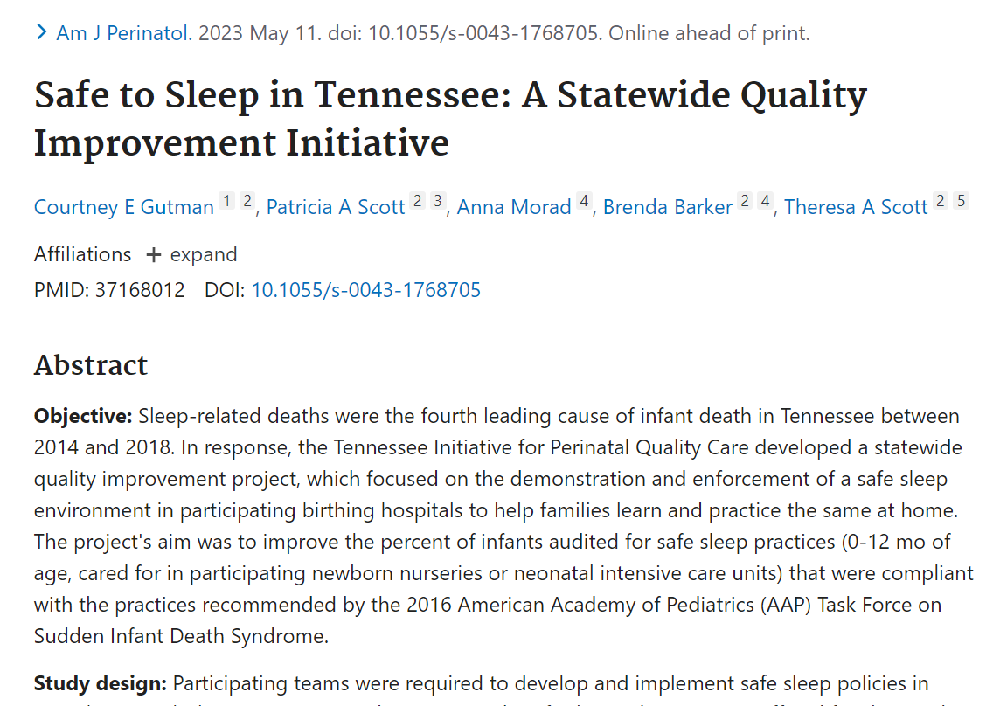 Am J Perinatol. 2023 May 11. doi: 10.1055/s-0043-1768705. Online ahead of print.
Safe to Sleep in Tennessee: A Statewide Quality
Improvement Initiative
Courtney E Gutman 1 2, Patricia A Scott 2 3, Anna Morad 4, Brenda Barker 2 4, Theresa A Scott 2 5
Affiliations + expand
PMID: 37168012 DOI: 10.1055/s-0043-1768705
Abstract
Objective: Sleep-related deaths were the fourth leading cause of infant death in Tennessee between
2014 and 2018. In response, the Tennessee Initiative for Perinatal Quality Care developed a statewide
quality improvement project, which focused on the demonstration and enforcement of a safe sleep
environment in participating birthing hospitals to help families learn and practice the same at home.
The project's aim was to improve the percent of infants audited for safe sleep practices (0-12 mo of
age, cared for in participating newborn nurseries or neonatal intensive care units) that were compliant
with the practices recommended by the 2016 American Academy of Pediatrics (AAP) Task Force on
Sudden Infant Death Syndrome.
Study design: Participating teams were required to develop and implement safe sleep policies in